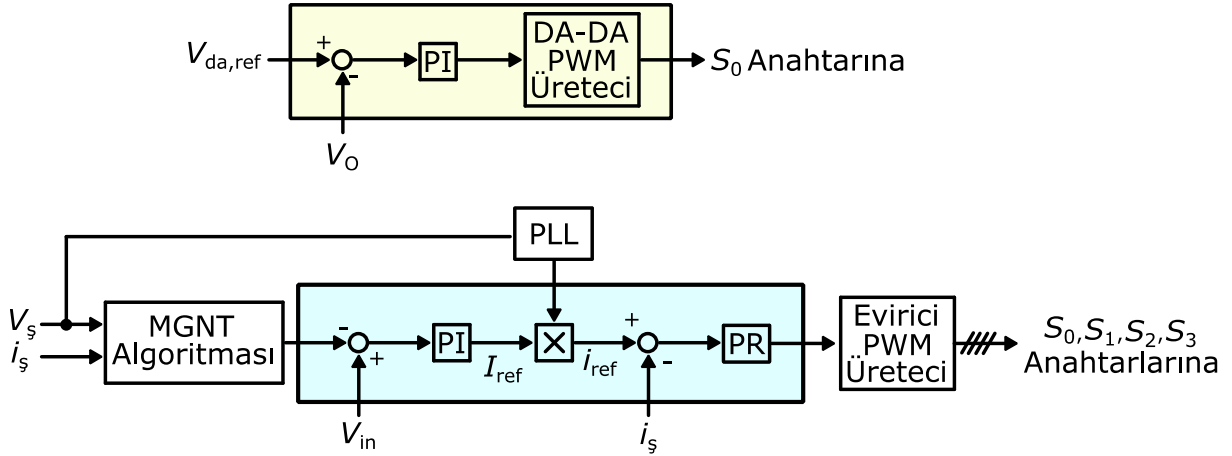 V_da,ref
+
-
PI
DA-DA
PWM
Üreteci
S_0 Anahtarına
V_O
PLL
V_ş
i_ş
MGNT
Algoritması
-
+
PI
I_ref
×
i_ref
+
-
PR
Evirici
PWM
Üreteci
S_0,S_1,S_2,S_3
Anahtarlarına
V_in
i_ş